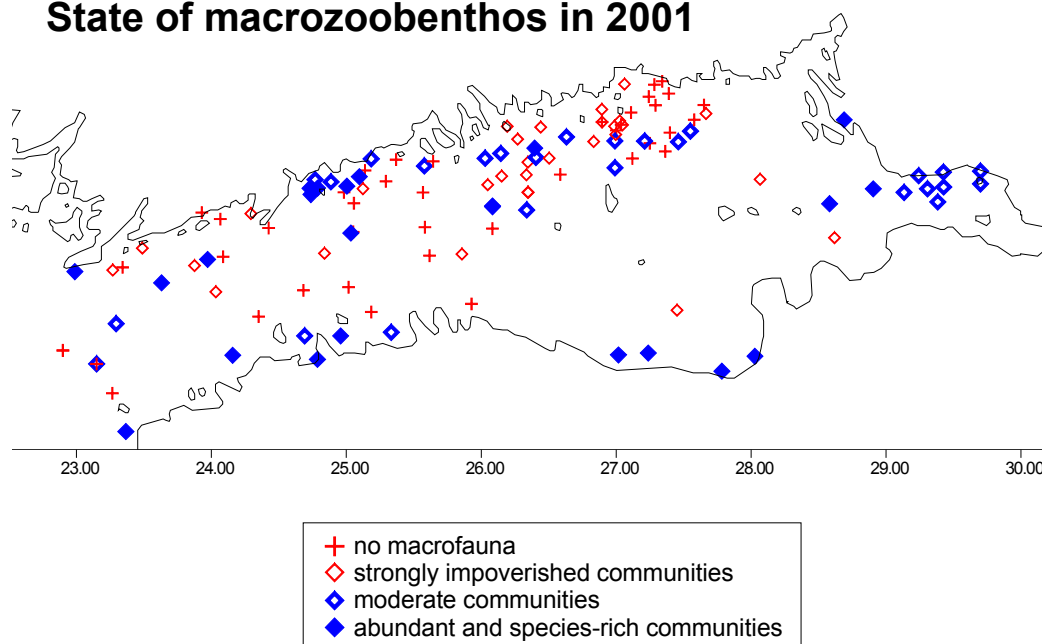 State of macrozoobenthos in 2001
23.00 24.00 25.00 26.00 27.00 28.00 29.00 30.00
no macrofauna
strongly impoverished communities
moderate communities
abundant and species-rich communities